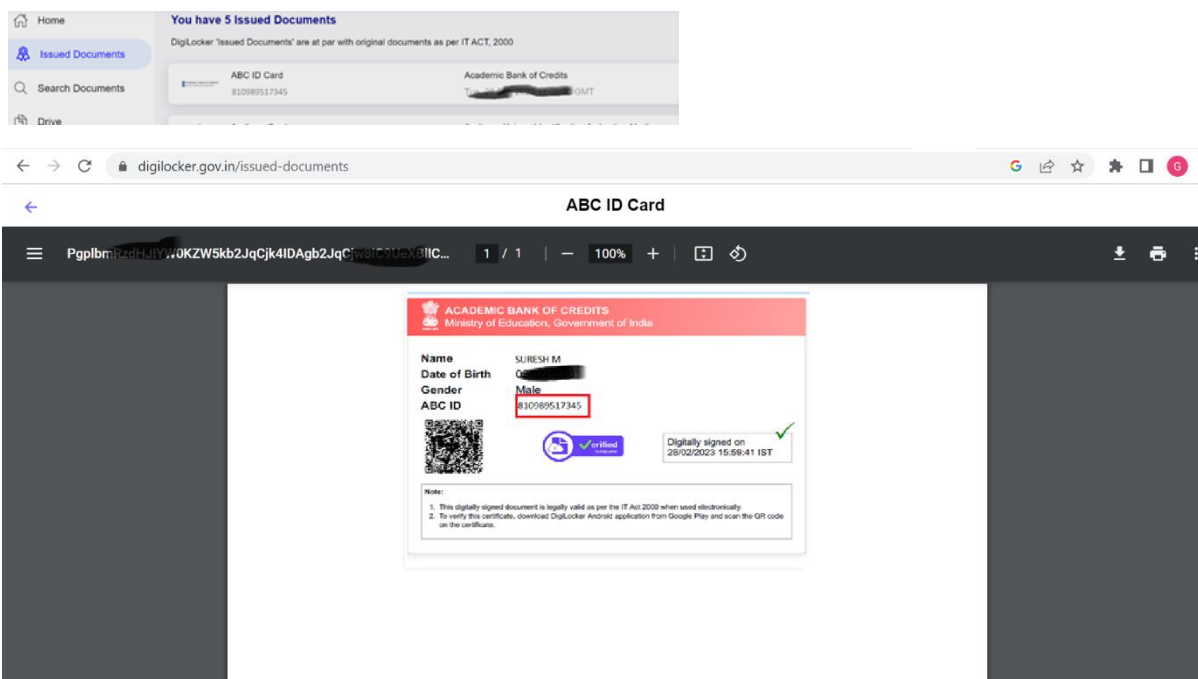 Home
You have 5 Issued Documents
DigiLocker 'Issued Documents' are at par with original documents as per IT ACT, 2000
Issued Documents
ABC ID Card
Academic Bank of Credits
810989517345
GMT
Search Documents
Drive
digilocker.gov.in/issued-documents
G
G
ABC ID Card
1 / 1
100%
ACADEMIC BANK OF CREDITS
Ministry of Education, Government of India
Name SURESH M
Date of Birth
Gender Male
ABC ID 810989517345
Verified
Digitally signed on
28/02/2023 15:59:41 IST
Note:
1. This digitally signed document is legally valid as per the IT Act 2000 when used electronically.
2. To verify this certificate, download DigiLocker Android application from Google Play and scan the QR code
on the certificate.